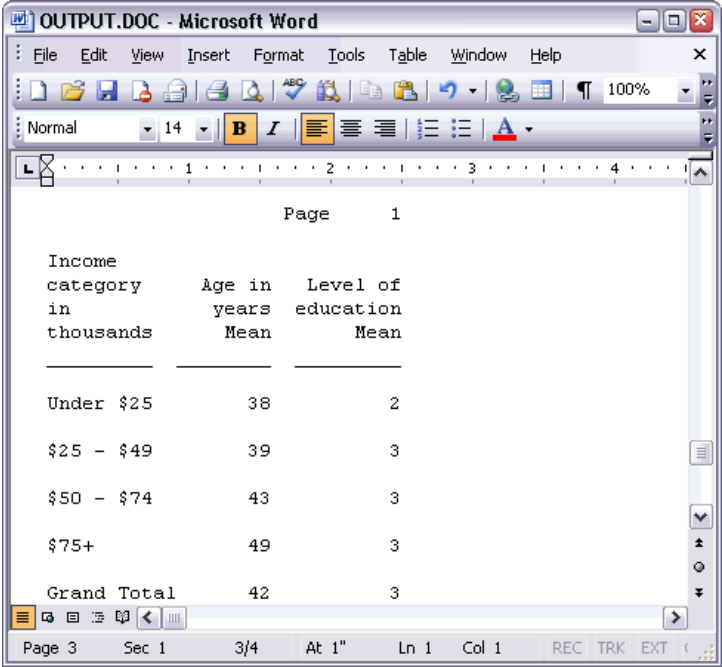 OUTPUT.DOC - Microsoft Word
File Edit View Insert Format Tools Table Window Help
ABC 100%
Normal 14 B I A
1 2 3 4
Page 1
Income
category Age in Level of
in years education
thousands Mean Mean
Under $25 38 2
$25 - $49 39 3
$50 - $74 43 3
$75+ 49 3
Grand Total 42 3
Page 3 Sec 1 3/4 At 1" Ln 1 Col 1 REC TRK EXT